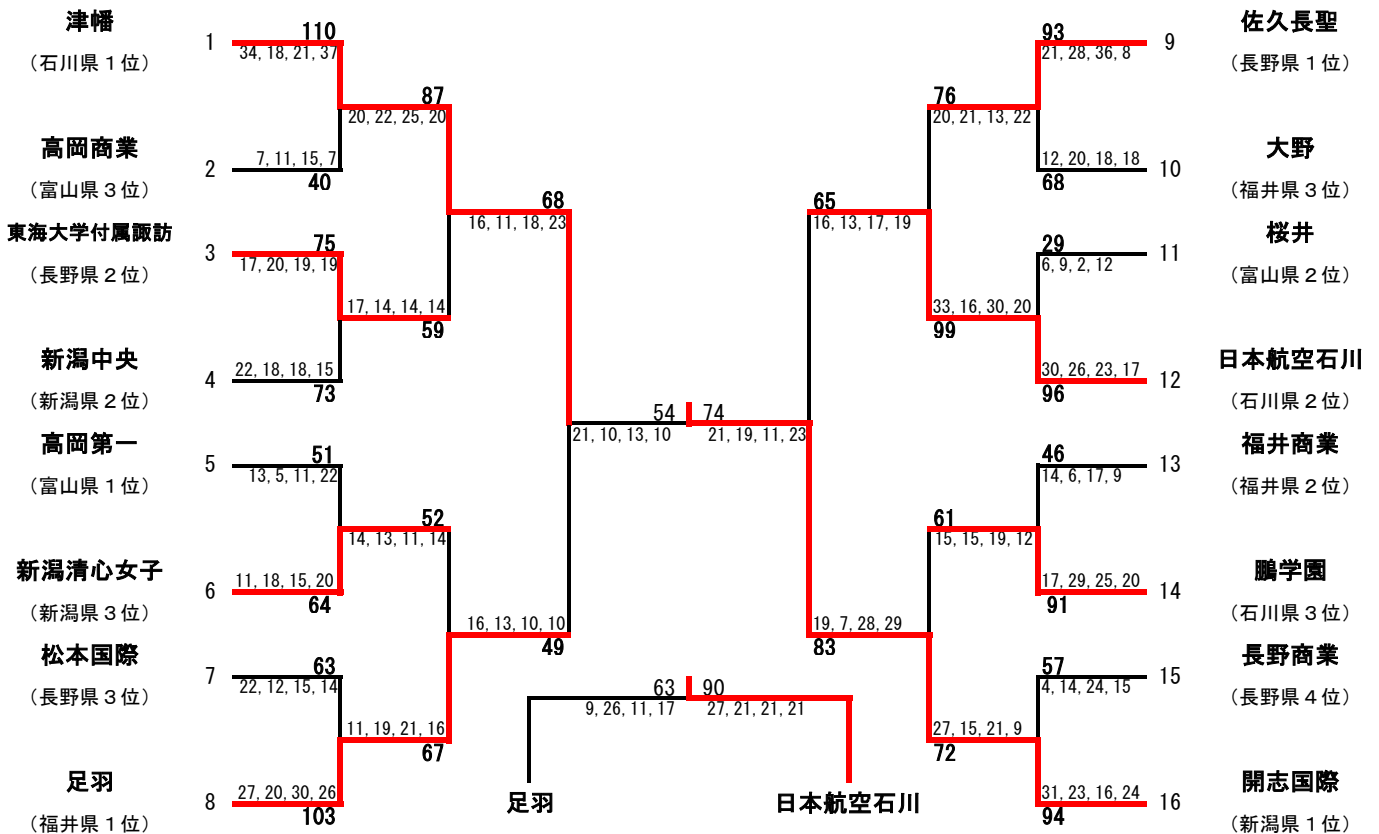 津幡
(石川県1位)
1
110
34, 18, 21, 37
高岡商業
(富山県3位)
2
7, 11, 15, 7
40
87
20, 22, 25, 20
東海大学付属諏訪
(長野県2位)
3
75
17, 20, 19, 19
新潟中央
(新潟県2位)
4
22, 18, 18, 15
73
17, 14, 14, 14
59
68
16, 11, 18, 23
高岡第一
(富山県1位)
5
51
13, 5, 11, 22
新潟清心女子
(新潟県3位)
6
11, 18, 15, 20
64
52
14, 13, 11, 14
松本国際
(長野県3位)
7
63
22, 12, 15, 14
足羽
(福井県1位)
8
27, 20, 30, 26
103
11, 19, 21, 16
67
16, 13, 10, 10
49
54
21, 10, 13, 10
74
21, 19, 11, 23
63
9, 26, 11, 17
90
27, 21, 21, 21
足羽
日本航空石川
93
21, 28, 36, 8
9
佐久長聖
(長野県1位)
12, 20, 18, 18
68
10
大野
(福井県3位)
76
20, 21, 13, 22
29
6, 9, 2, 12
11
桜井
(富山県2位)
30, 26, 23, 17
96
12
日本航空石川
(石川県2位)
33, 16, 30, 20
99
65
16, 13, 17, 19
46
14, 6, 17, 9
13
福井商業
(福井県2位)
17, 29, 25, 20
91
14
鵬学園
(石川県3位)
61
15, 15, 19, 12
57
4, 14, 24, 15
15
長野商業
(長野県4位)
31, 23, 16, 24
94
16
開志国際
(新潟県1位)
27, 15, 21, 9
72
19, 7, 28, 29
83